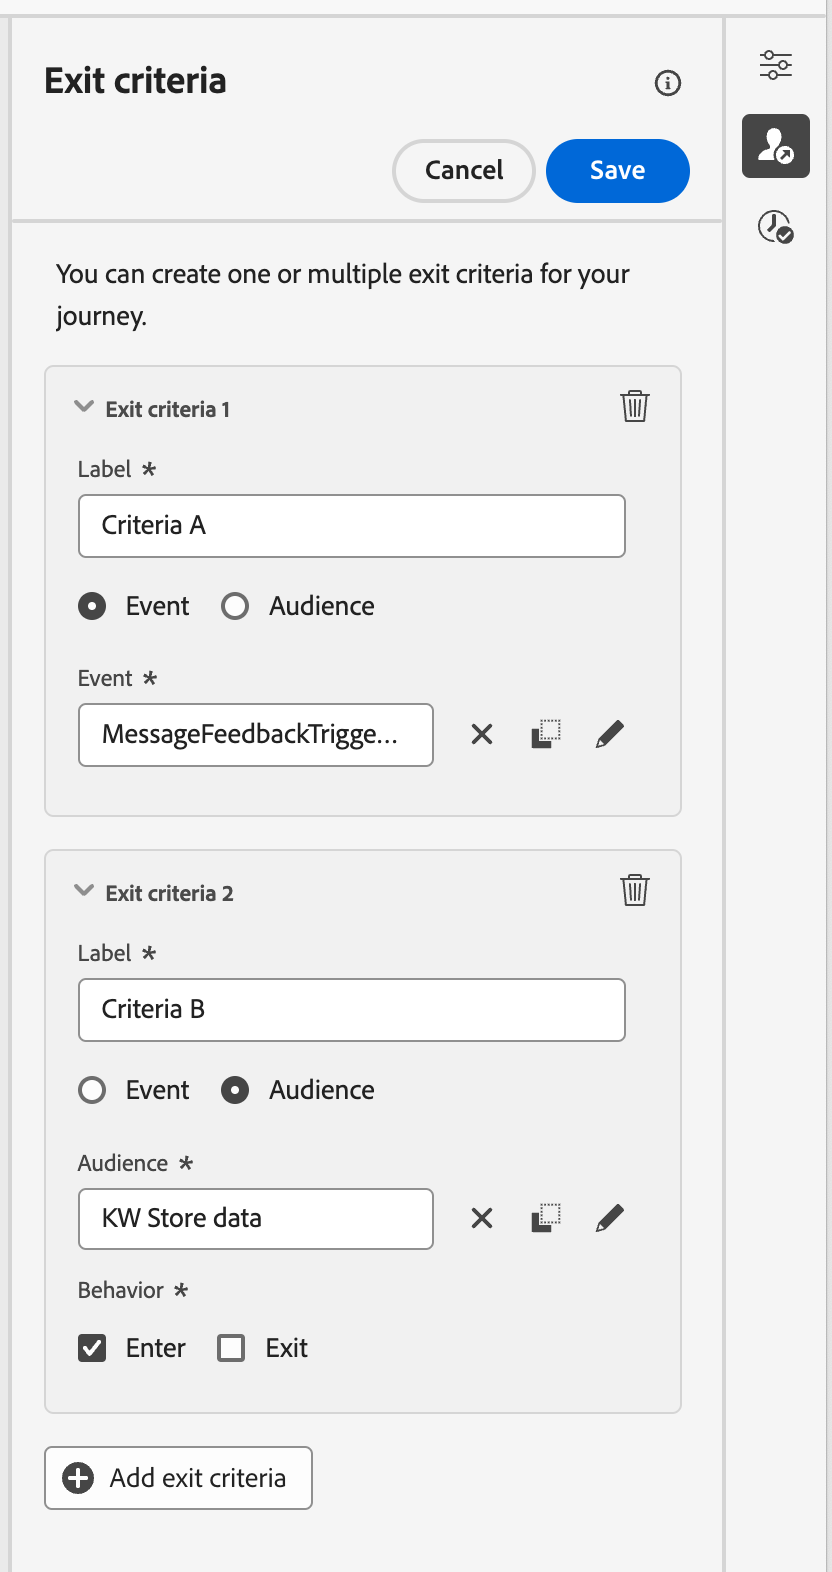 Exit criteria
Cancel
Save
You can create one or multiple exit criteria for your
journey.
Exit criteria 1
Label *
Criteria A
Event
Audience
Event *
MessageFeedbackTrigge...
Exit criteria 2
Label *
Criteria B
Event
Audience
Audience *
KW Store data
Behavior *
Enter
Exit
Add exit criteria